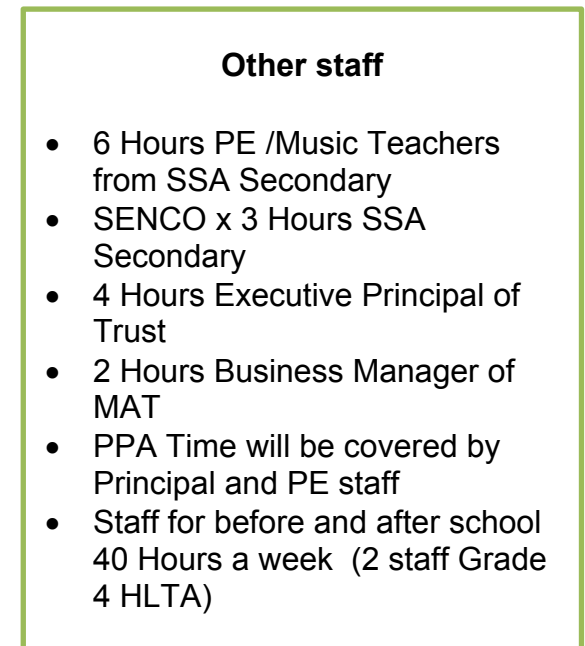 Other staff
• 6 Hours PE /Music Teachers
from SSA Secondary
• SENCO x 3 Hours SSA
Secondary
• 4 Hours Executive Principal of
Trust
• 2 Hours Business Manager of
MAT
• PPA Time will be covered by
Principal and PE staff
• Staff for before and after school
40 Hours a week  (2 staff Grade
4 HLTA)